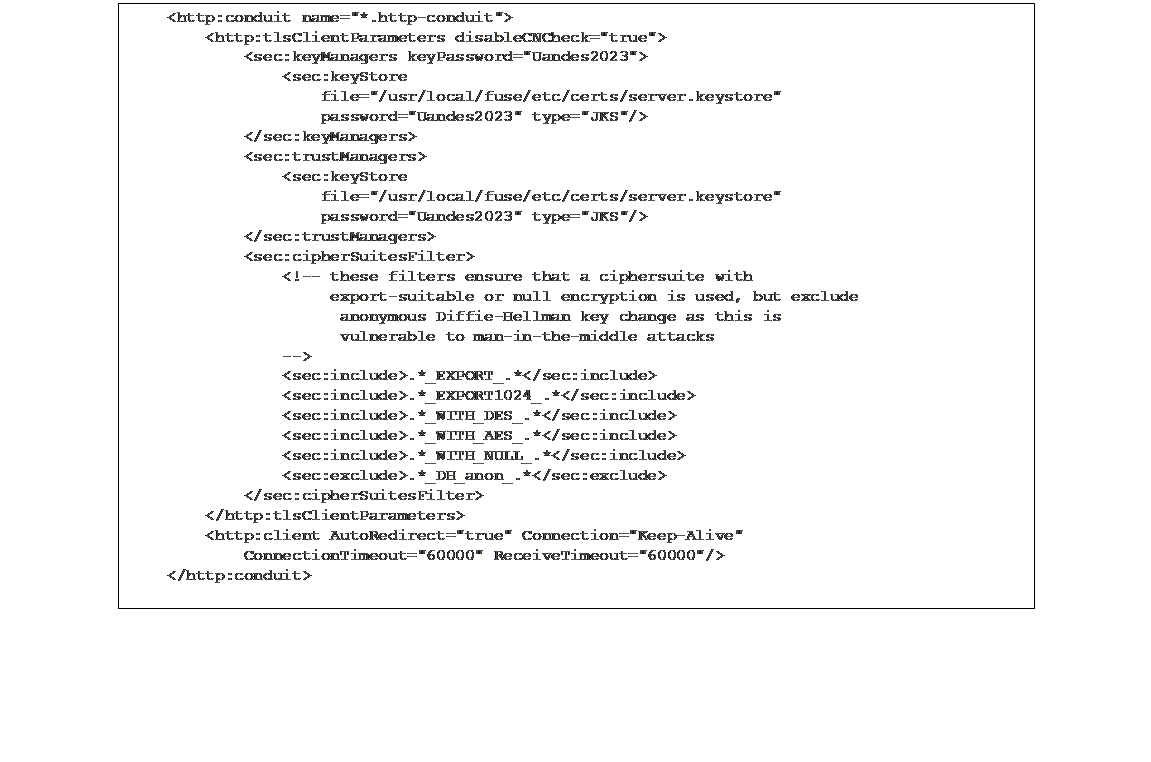 <http:conduit name="*.http-conduit">
<http:tlsClientParameters disableCNCheck="true">
<sec:keyManagers keyPassword="Uandes2023">
<sec:keyStore
file="/usr/local/fuse/etc/certs/server.keystore"
password="Uandes2023" type="JKS"/>
</sec:keyManagers>
<sec:trustManagers>
<sec:keyStore
file="/usr/local/fuse/etc/certs/server.keystore"
password="Uandes2023" type="JKS"/>
</sec:trustManagers>
<sec:cipherSuitesFilter>
<!-- these filters ensure that a ciphersuite with
export-suitable or null encryption is used, but exclude
anonymous Diffie-Hellman key change as this is
vulnerable to man-in-the-middle attacks
-->
<sec:include>.*_EXPORT_.*</sec:include>
<sec:include>.*_EXPORT1024_.*</sec:include>
<sec:include>.*_WITH_DES_.*</sec:include>
<sec:include>.*_WITH_AES_.*</sec:include>
<sec:include>.*_WITH_NULL_.*</sec:include>
<sec:exclude>.*_DH_anon_.*</sec:exclude>
</sec:cipherSuitesFilter>
</http:tlsClientParameters>
<http:client AutoRedirect="true" Connection="Keep-Alive"
ConnectionTimeout="60000" ReceiveTimeout="60000"/>
</http:conduit>